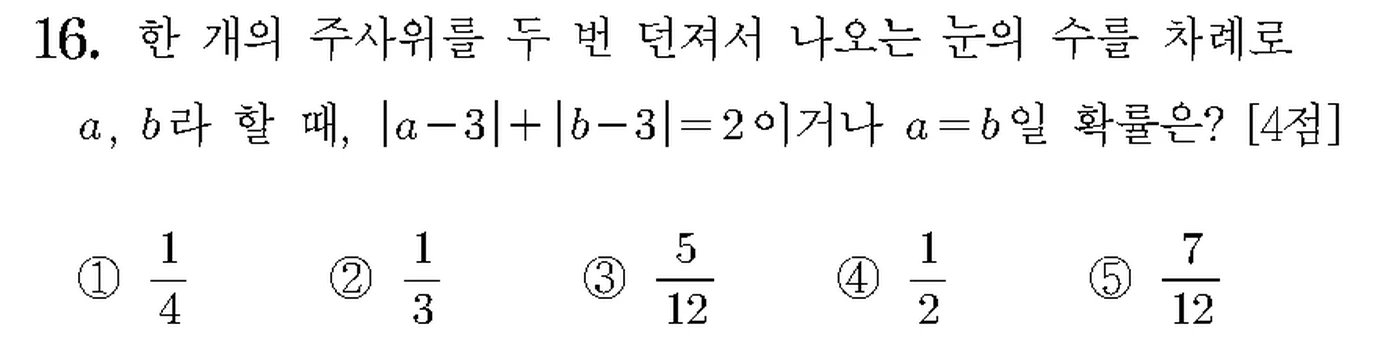 16. 한 개의 주사위를 두 번 던져서 나오는 눈의 수를 차례로
a, b라 할 때, |a-3|+|b-3|=2이거나 a=b일 확률은? [4점]
① 1/4 ② 1/3 ③ 5/12 ④ 1/2 ⑤ 7/12